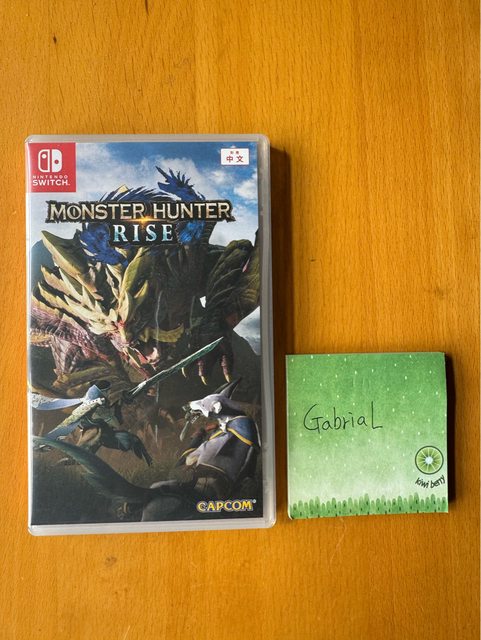 NINTENDO
SWITCH
中文
MONSTER HUNTER
RISE
CAPCOM
GabriaL
kiwi berry